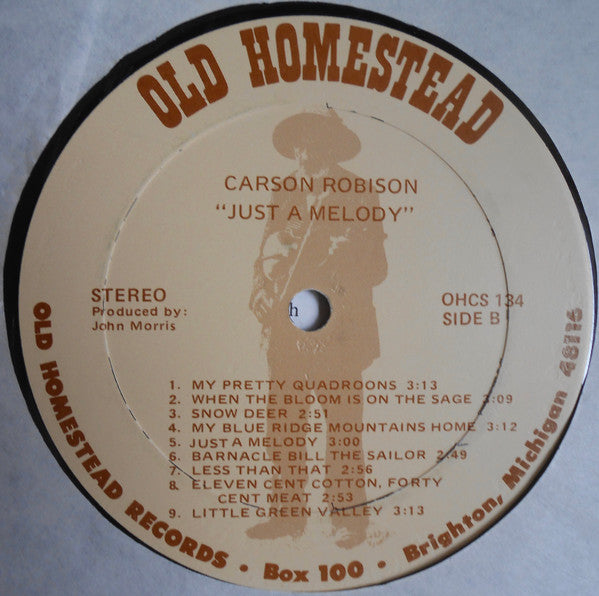 OLD HOMESTEAD
CARSON ROBISON
"JUST A MELODY"
STEREO
Produced by:
John Morris
OHCS 134
SIDE B
h
1. MY PRETTY QUADROONS 3:13
2. WHEN THE BLOOM IS ON THE SAGE 3:09
3. SNOW DEER 2:51
4. MY BLUE RIDGE MOUNTAINS HOME 3:12
5. JUST A MELODY 3:00
6. BARNACLE BILL THE SAILOR 2:49
7. LESS THAN THAT 2:56
8. ELEVEN CENT COTTON, FORTY
CENT MEAT 2:53
9. LITTLE GREEN VALLEY 3:13
OLD HOMESTEAD RECORDS • Box 100 • Brighton, Michigan 48116